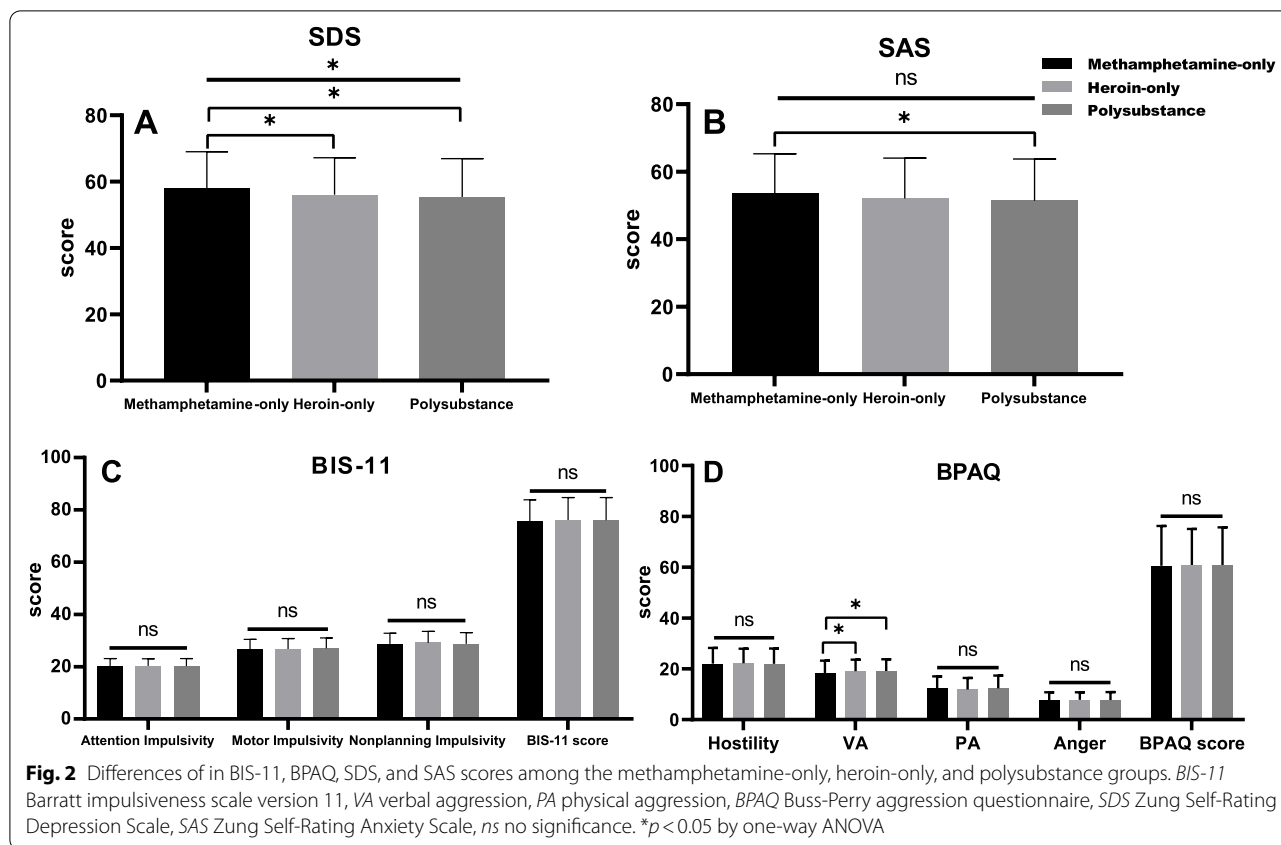 SDS
*
*
*
A
80
60
40
20
0
score
Methamphetamine-only Heroin-only Polysubstance
SAS
ns
*
B
80
60
40
20
0
score
Methamphetamine-only Heroin-only Polysubstance
Methamphetamine-only
Heroin-only
Polysubstance
BIS-11
C
100
80
60
40
20
0
score
ns
ns
ns
ns
Attention Impulsivity Motor Impulsivity Nonplanning Impulsivity BIS-11 score
BPAQ
D
100
80
60
40
20
0
score
ns
*
*
ns
ns
ns
Hostility VA PA Anger BPAQ score
Fig. 2 Differences of in BIS-11, BPAQ, SDS, and SAS scores among the methamphetamine-only, heroin-only, and polysubstance groups. BIS-11
Barratt impulsiveness scale version 11, VA verbal aggression, PA physical aggression, BPAQ Buss-Perry aggression questionnaire, SDS Zung Self-Rating
Depression Scale, SAS Zung Self-Rating Anxiety Scale, ns no significance. *p < 0.05 by one-way ANOVA